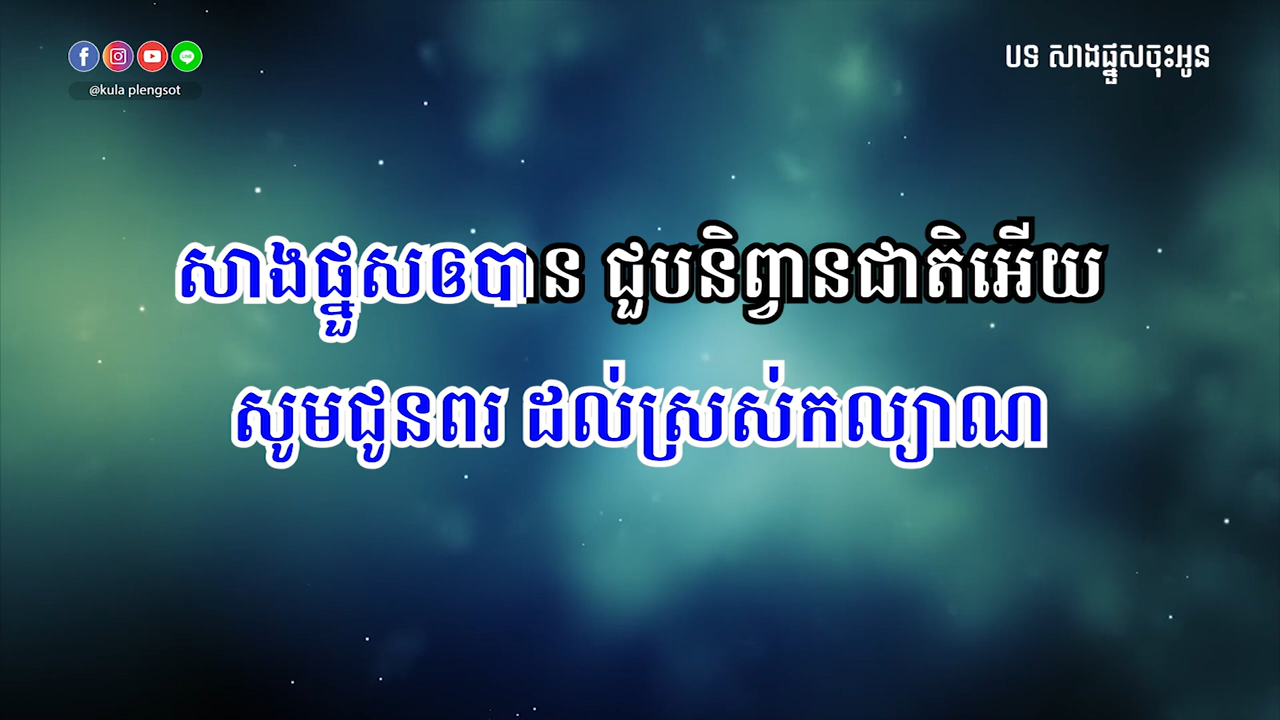 @kula plengsot
បទ សាងផ្នួសចុះអូន
សាងផ្នួសឲបាន ជួបនិព្វានជាតិអើយ
សូមជូនពរ ដល់ស្រស់កល្យាណ